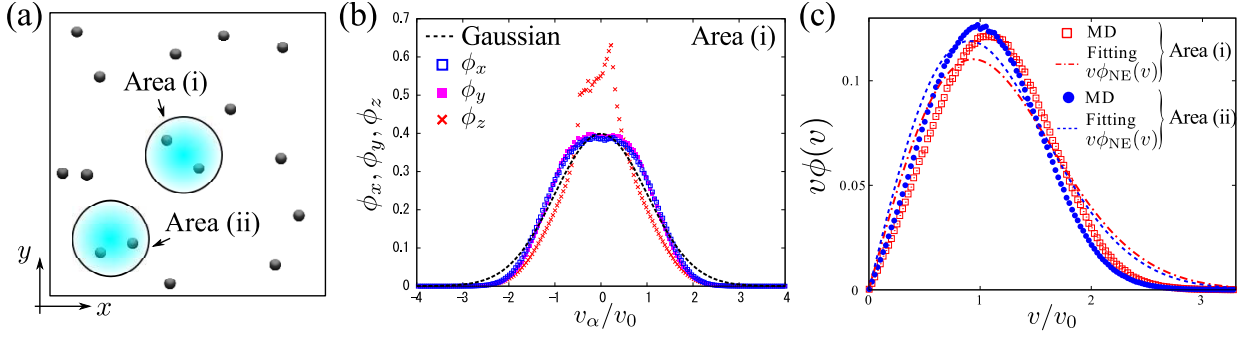 (a)
Area (i)
Area (ii)
y
x
(b)
0.7
0.6
0.5
0.4
0.3
0.2
0.1
0
ϕx, ϕy, ϕz
Gaussian
ϕx
ϕy
ϕz
Area (i)
-4 -3 -2 -1 0 1 2 3 4
vα/v0
(c)
0.1
0.05
0
vϕ(v)
MD
Fitting
vϕNE(v)
Area (i)
MD
Fitting
vϕNE(v)
Area (ii)
0 1 2 3
v/v0